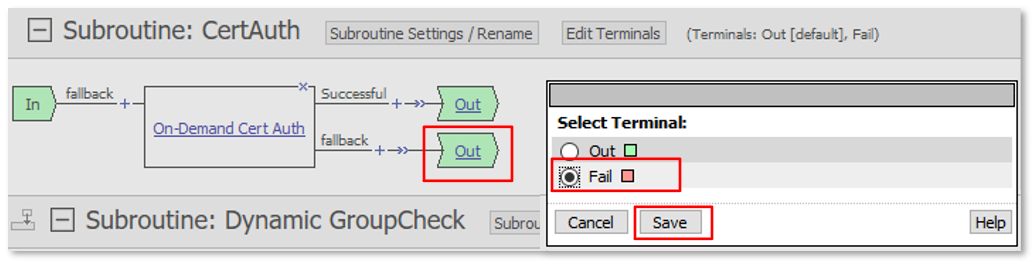 Subroutine: CertAuth Subroutine Settings / Rename Edit Terminals (Terminals: Out [default], Fail)
In fallback + On-Demand Cert Auth Successful + Out
fallback + Out
Select Terminal:
Out
Fail
Cancel Save Help
Subroutine: Dynamic GroupCheck Subrou